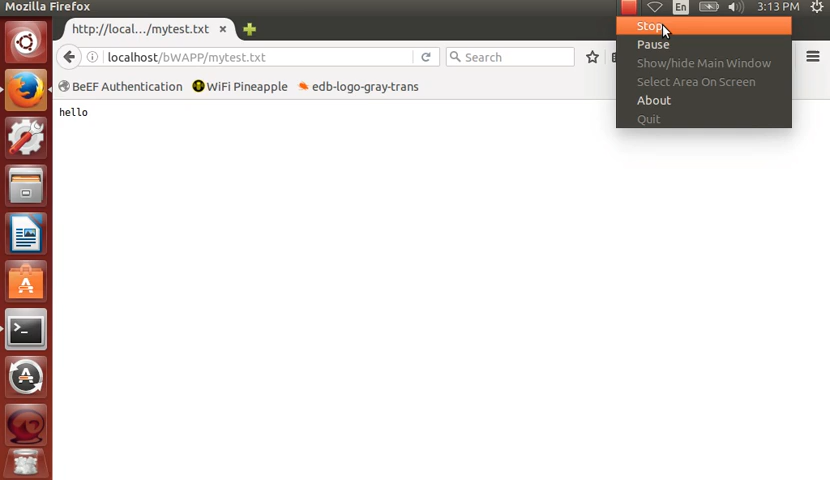 Mozilla Firefox
En
3:13 PM
http://local.../mytest.txt
localhost/bWAPP/mytest.txt
Search
BeEF Authentication
WiFi Pineapple
edb-logo-gray-trans
hello
Stop
Pause
Show/hide Main Window
Select Area On Screen
About
Quit